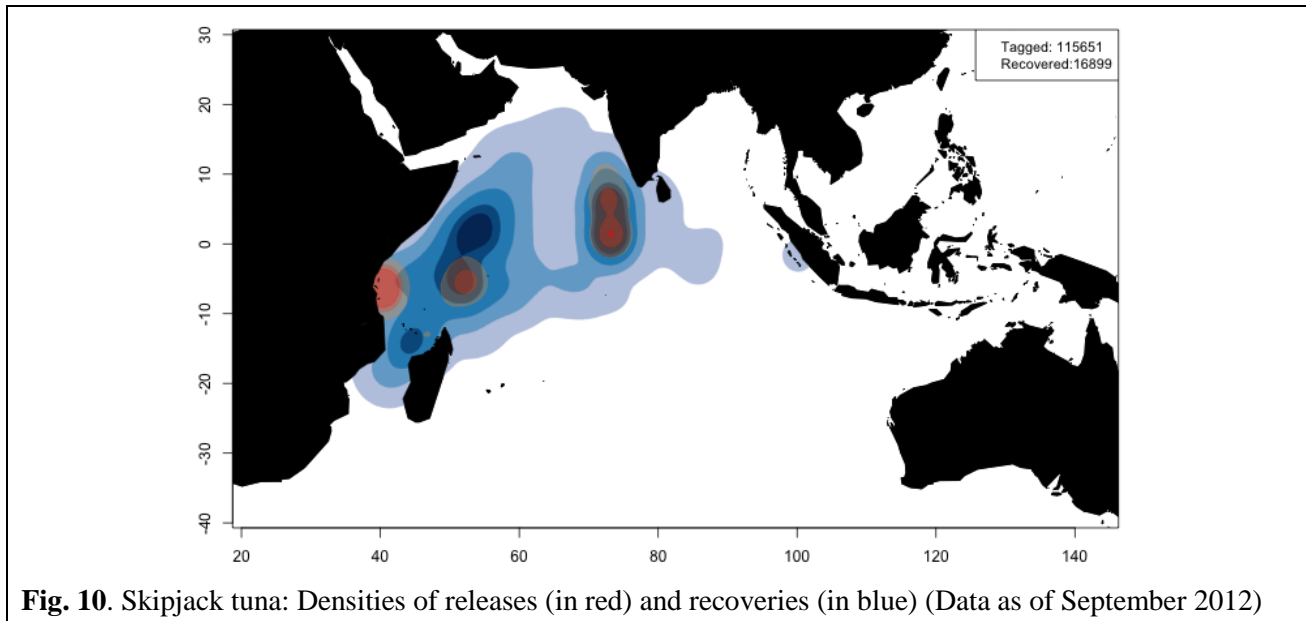 Tagged: 115651
Recovered:16899
30
20
10
0
-10
-20
-30
-40
20 40 60 80 100 120 140
Fig. 10. Skipjack tuna: Densities of releases (in red) and recoveries (in blue) (Data as of September 2012)